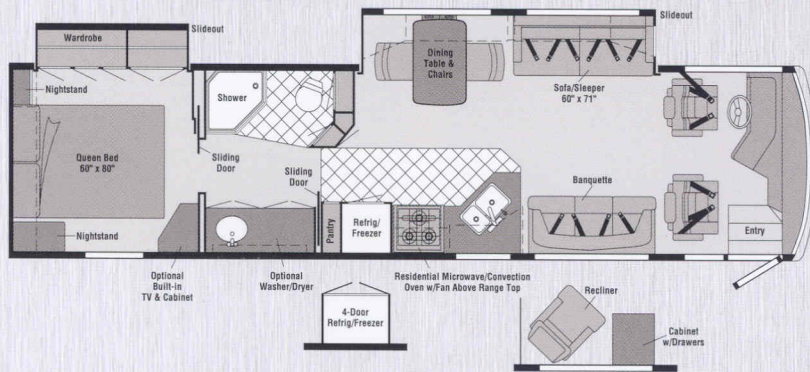 Slideout
Wardrobe
Nightstand
Queen Bed
60" x 80"
Nightstand
Shower
Sliding
Door
Sliding
Door
Slideout
Dining
Table &
Chairs
Sofa/Sleeper
60" x 71"
Banquette
Entry
Pantry
Refrig/
Freezer
Optional
Built-in
TV & Cabinet
Optional
Washer/Dryer
Residential Microwave/Convection
Oven w/Fan Above Range Top
4-Door
Refrig/Freezer
Recliner
Cabinet
w/Drawers